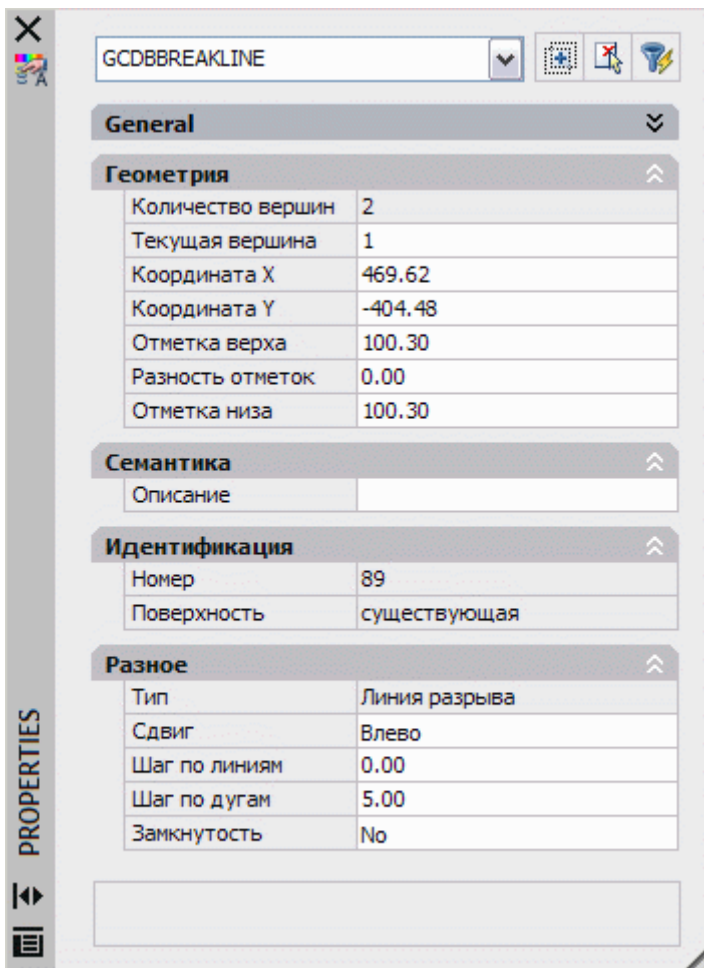 GCDBBREAKLINE
General
Геометрия
Количество вершин 2
Текущая вершина 1
Координата X 469.62
Координата Y -404.48
Отметка верха 100.30
Разность отметок 0.00
Отметка низа 100.30
Семантика
Описание
Идентификация
Номер 89
Поверхность существующая
Разное
Тип Линия разрыва
Сдвиг Влево
Шаг по линиям 0.00
Шаг по дугам 5.00
Замкнутость No
PROPERTIES